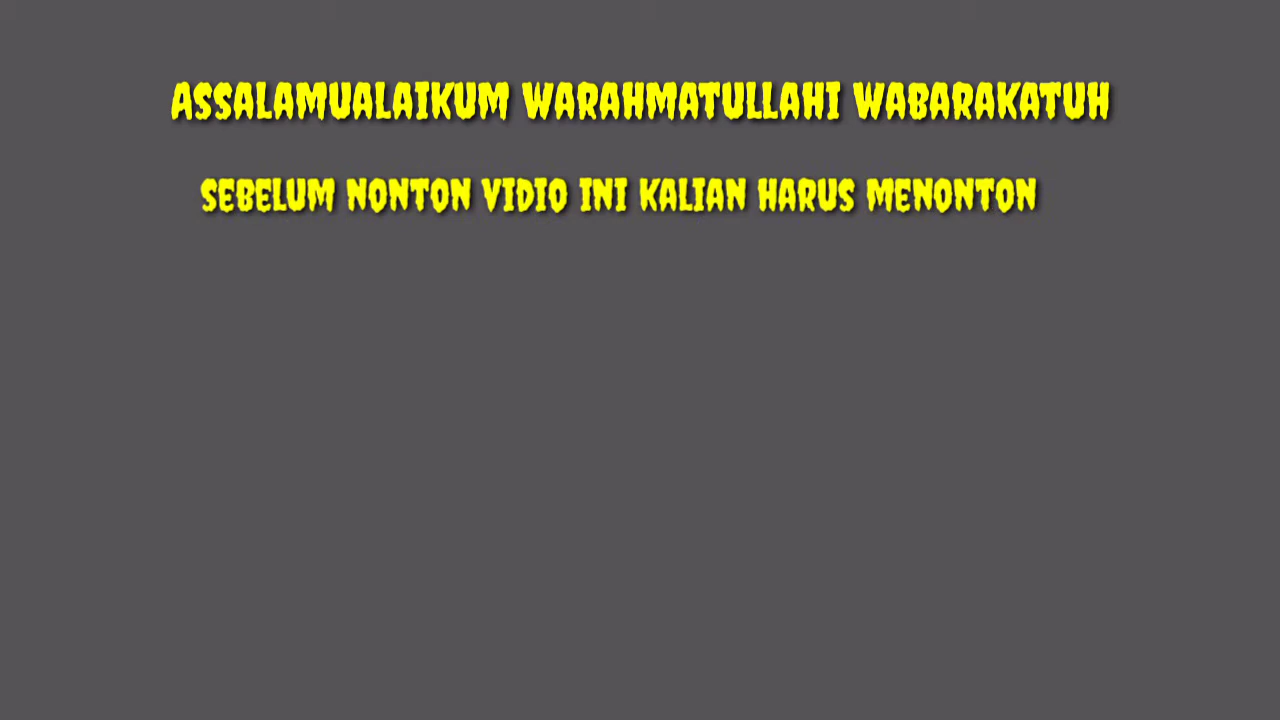 ASSALAMUALAIKUM WARAHMATULLAHI WABARAKATUH
SEBELUM NONTON VIDIO INI KALIAN HARUS MENONTON